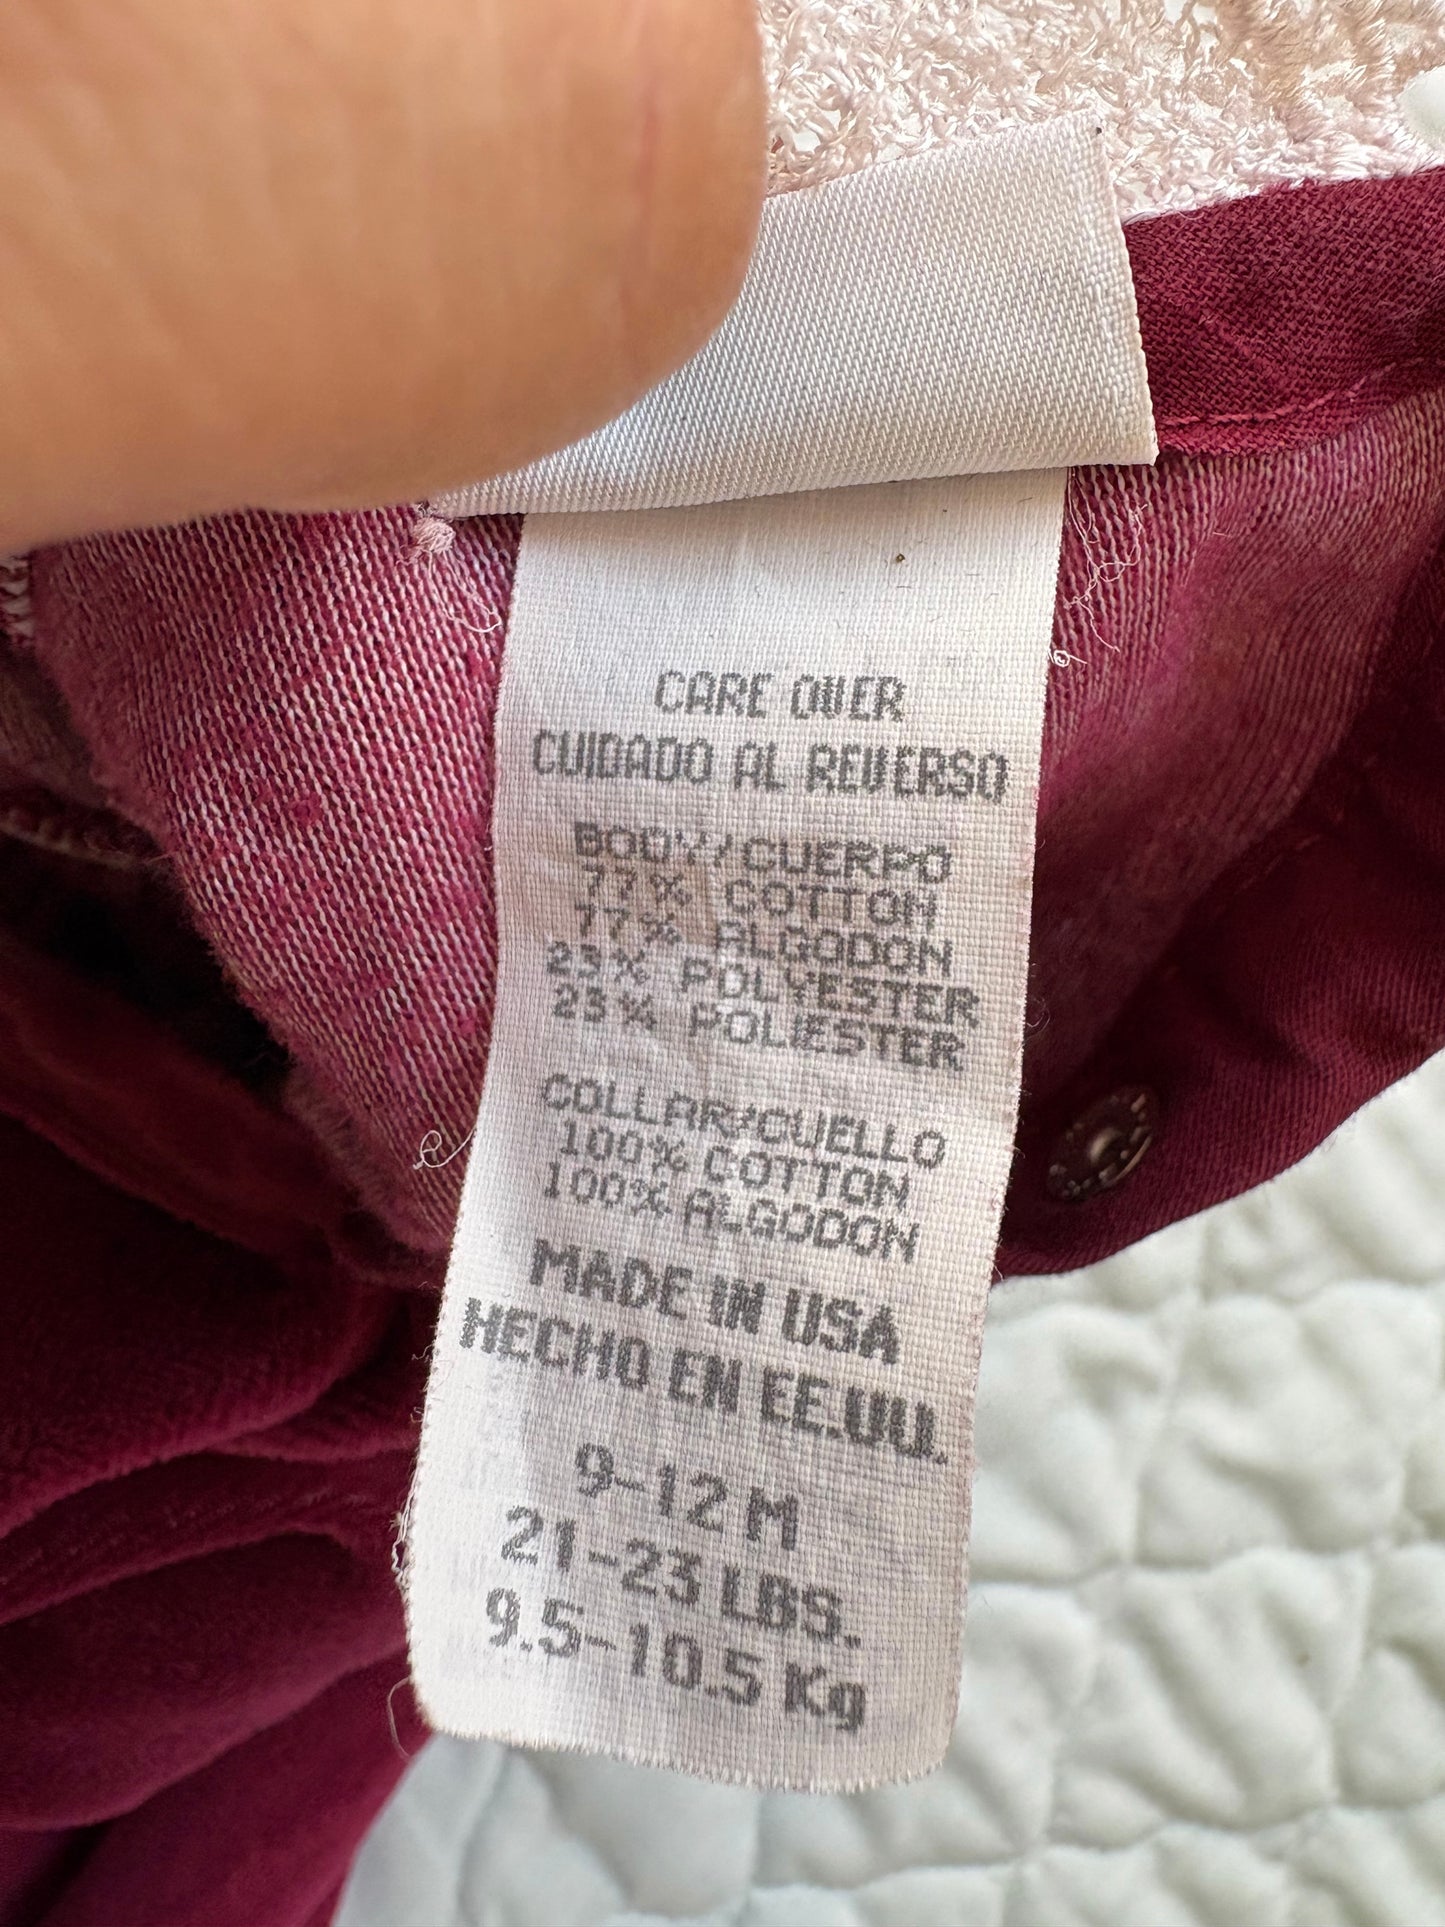 CARE OVER
CUIDADO AL REVERSO
BODY/CUERPO
77% COTTON
77% ALGODON
23% POLYESTER
23% POLIESTER
COLLAR/CUELLO
100% COTTON
100% ALGODON
MADE IN USA
HECHO EN EE.UU.
9-12 M
21-23 LBS.
9.5-10.5 Kg